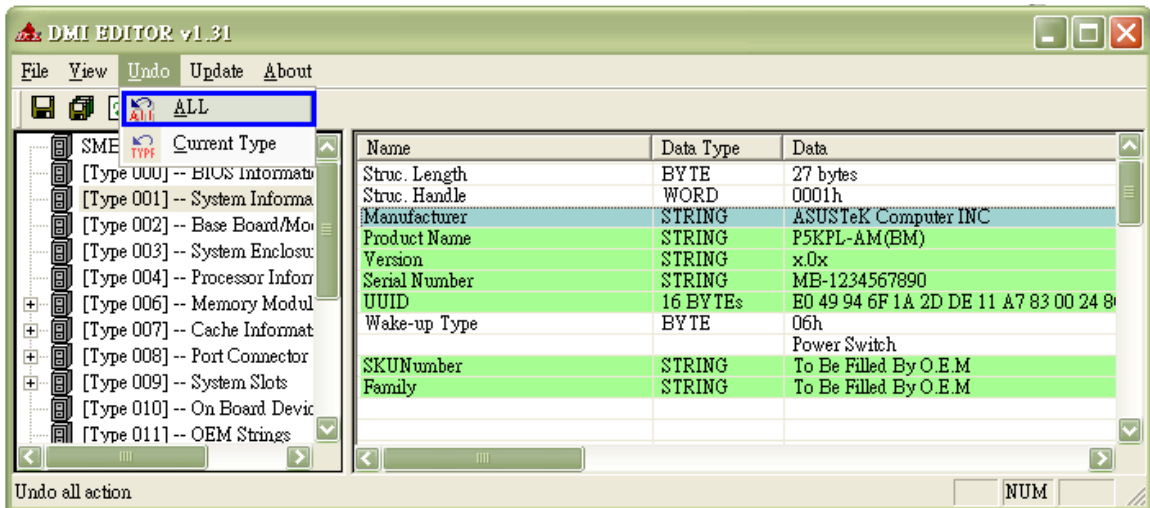 DMI EDITOR v1.31
File View Undo Update About
ALL
Current Type
[Type 000] -- BIOS Informati
[Type 001] -- System Informa
[Type 002] -- Base Board/Mo
[Type 003] -- System Enclosu
[Type 004] -- Processor Inform
[Type 006] -- Memory Modul
[Type 007] -- Cache Informat
[Type 008] -- Port Connector
[Type 009] -- System Slots
[Type 010] -- On Board Devic
[Type 011] -- OEM Strings
Name Data Type Data
Struc. Length BYTE 27 bytes
Struc. Handle WORD 0001h
Manufacturer STRING ASUSTeK Computer INC
Product Name STRING P5KPL-AM(BM)
Version STRING x.0x
Serial Number STRING MB-1234567890
UUID 16 BYTEs E0 49 94 6F 1A 2D DE 11 A7 83 00 24 8
Wake-up Type BYTE 06h
Power Switch
SKUNumber STRING To Be Filled By O.E.M
Family STRING To Be Filled By O.E.M
Undo all action
NUM